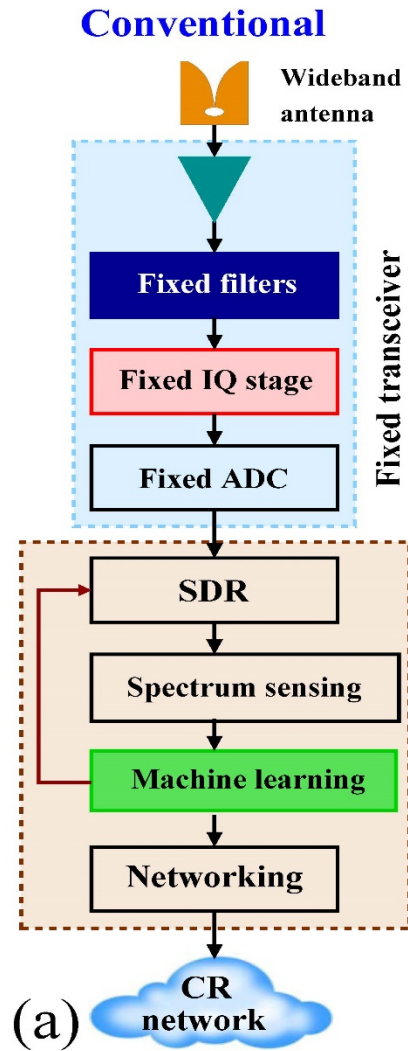 Conventional
Wideband
antenna
Fixed filters
Fixed IQ stage
Fixed ADC
Fixed transceiver
SDR
Spectrum sensing
Machine learning
Networking
CR
network
(a)